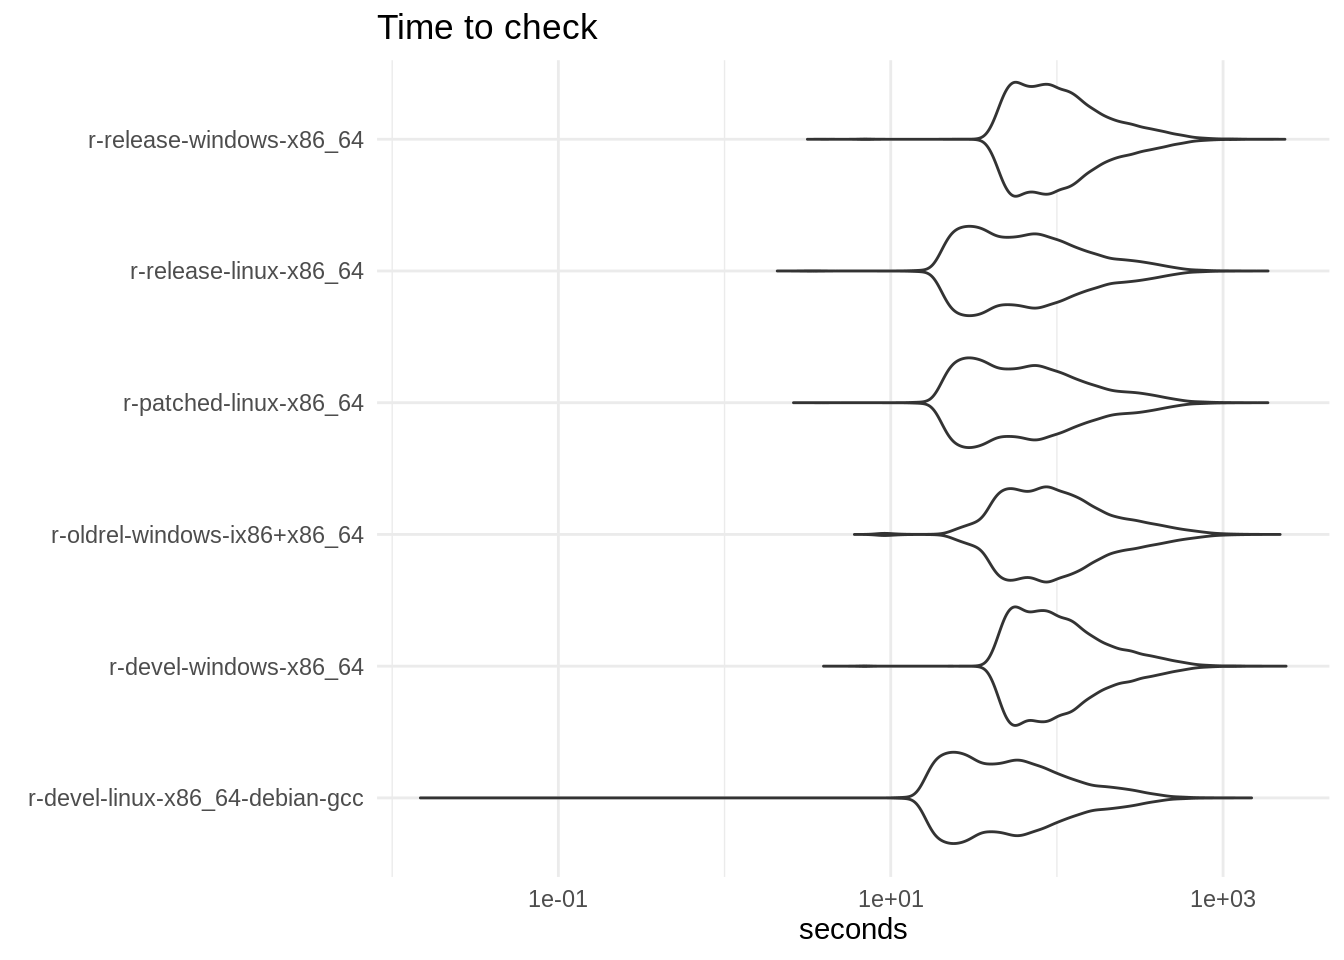 Time to check
r-release-windows-x86_64
r-release-linux-x86_64
r-patched-linux-x86_64
r-oldrel-windows-ix86+x86_64
r-devel-windows-x86_64
r-devel-linux-x86_64-debian-gcc
1e-01 1e+01 1e+03
seconds